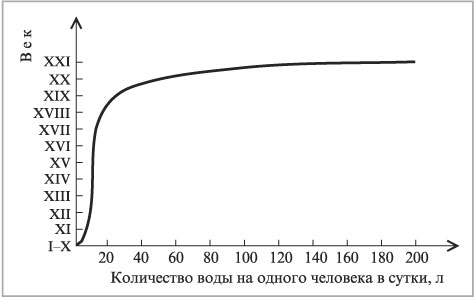 Век
XXI
XX
XIX
XVIII
XVII
XVI
XV
XIV
XIII
XII
XI
I–X
20 40 60 80 100 120 140 160 180 200
Количество воды на одного человека в сутки, л